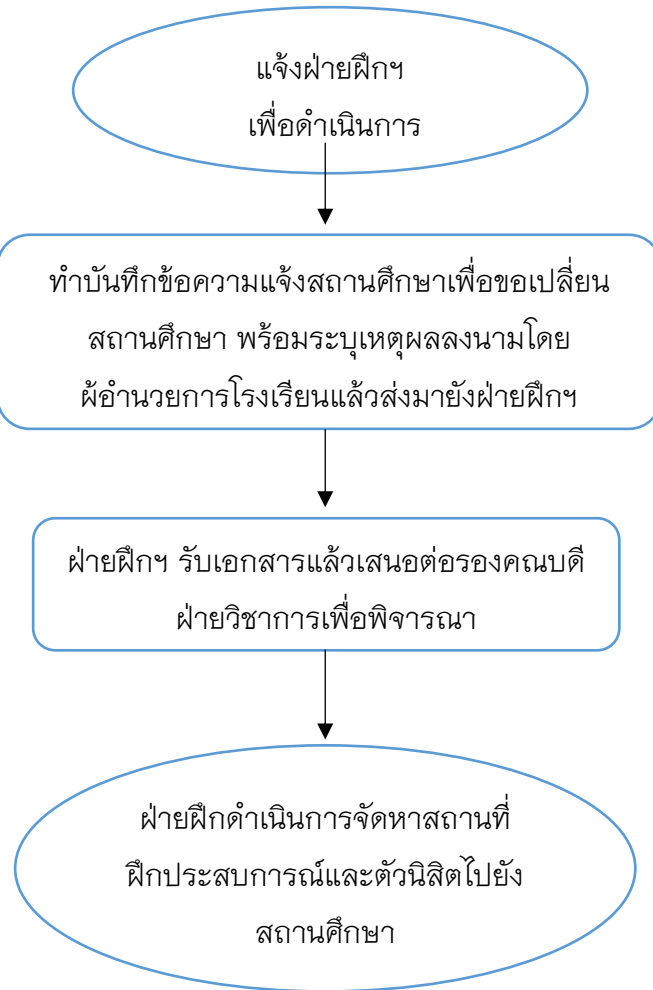 แจ้งฝ่ายฝึกฯ
เพื่อดำเนินการ
ทำบันทึกข้อความแจ้งสถานศึกษาเพื่อขอเปลี่ยน
สถานศึกษา พร้อมระบุเหตุผลลงนามโดย
ผ้อำนวยการโรงเรียนแล้วส่งมายังฝ่ายฝึกฯ
ฝ่ายฝึกฯ รับเอกสารแล้วเสนอต่อรองคณบดี
ฝ่ายวิชาการเพื่อพิจารณา
ฝ่ายฝึกดำเนินการจัดหาสถานที่
ฝึกประสบการณ์และตัวนิสิตไปยัง
สถานศึกษา